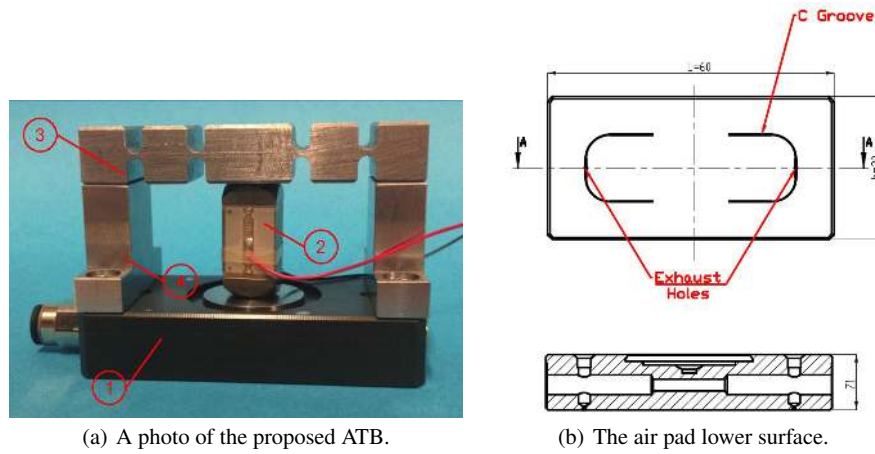 3
2
4
1
(a) A photo of the proposed ATB.
C Groove
L=60
A
A
Exhaust
Holes
71
(b) The air pad lower surface.